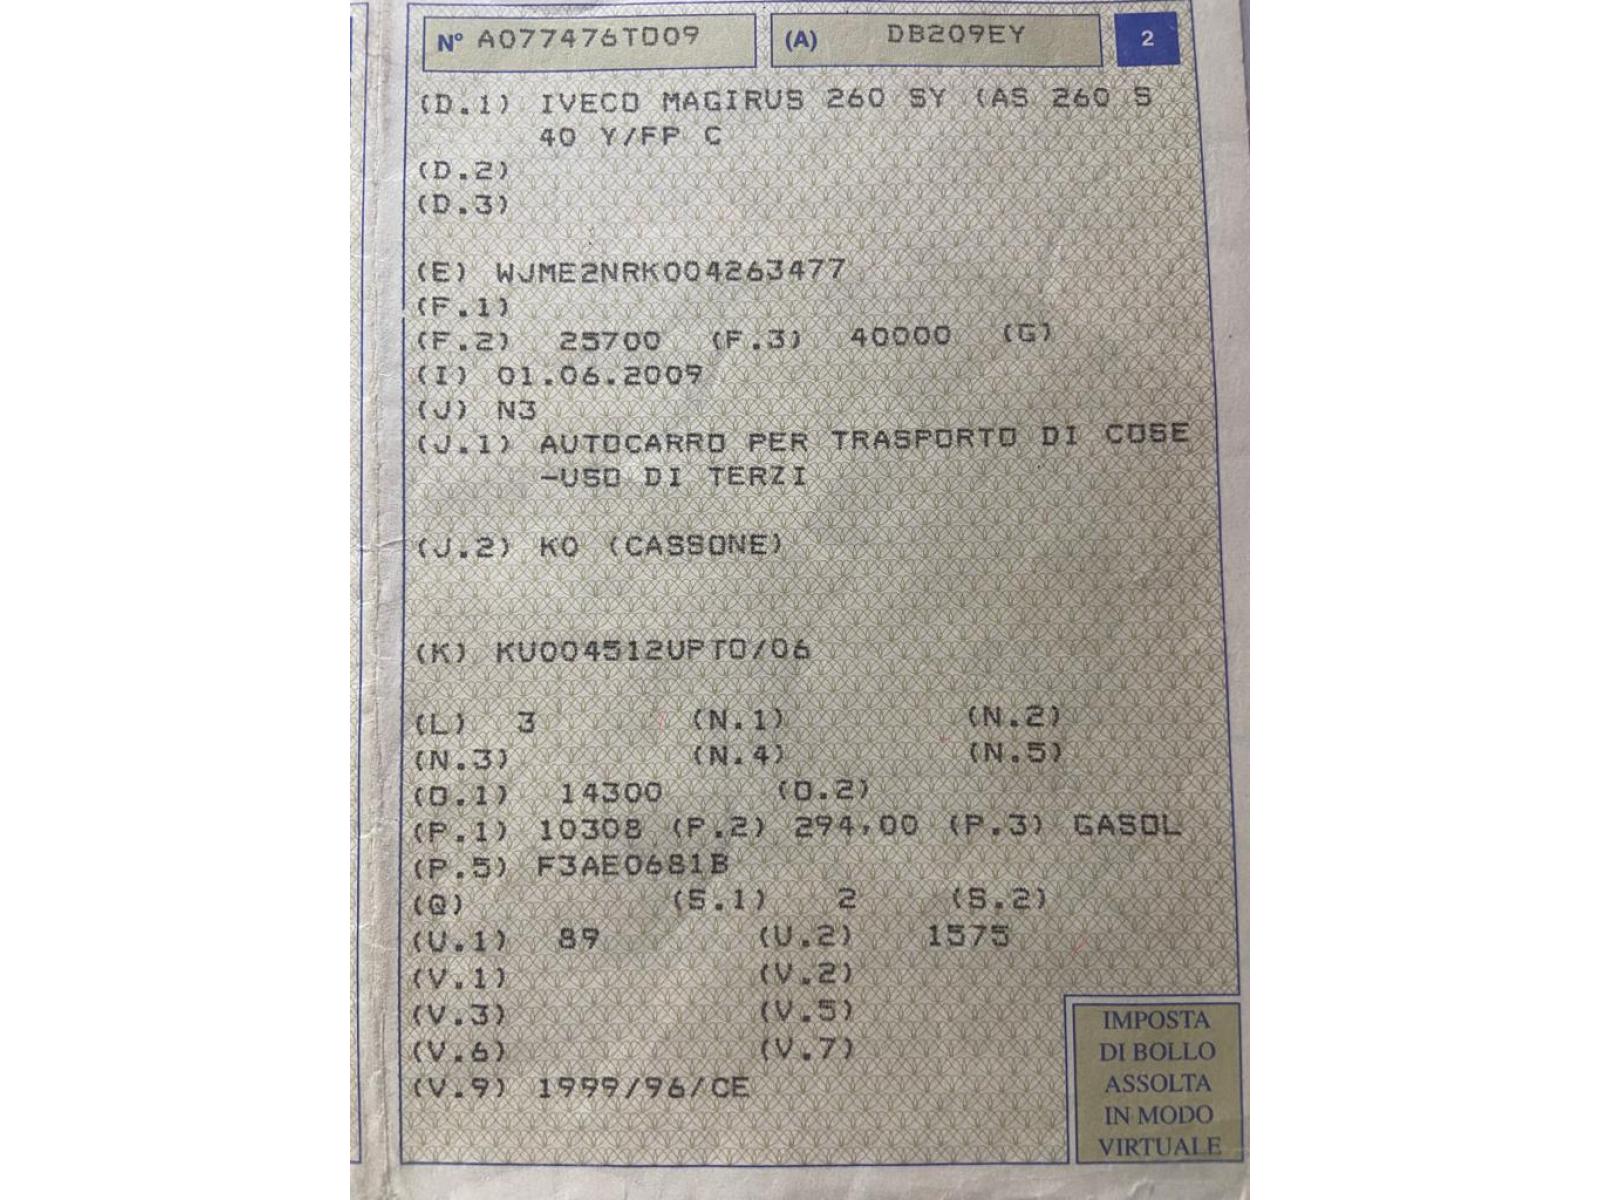 N° A077476TO09 (A) DB209EY 2
(D.1) IVECO MAGIRUS 260 SY (AS 260 S
40 Y/FP C
(D.2)
(D.3)
(E) WJME2NRK004263477
(F.1)
(F.2) 25700 (F.3) 40000 (G)
(I) 01.06.2009
(J) N3
(J.1) AUTOCARRO PER TRASPORTO DI COSE
-USO DI TERZI
(J.2) K0 (CASSONE)
(K) KU004512UPTO/06
(L) 3 (N.1) (N.2)
(N.3) (N.4) (N.5)
(O.1) 14300 (O.2)
(P.1) 10308 (P.2) 294,00 (P.3) GASOL
(P.5) F3AE0681B
(Q) (S.1) 2 (S.2)
(U.1) 89 (U.2) 1575
(V.1) (V.2)
(V.3) (V.5)
(V.6) (V.7)
(V.9) 1999/96/CE
IMPOSTA
DI BOLLO
ASSOLTA
IN MODO
VIRTUALE